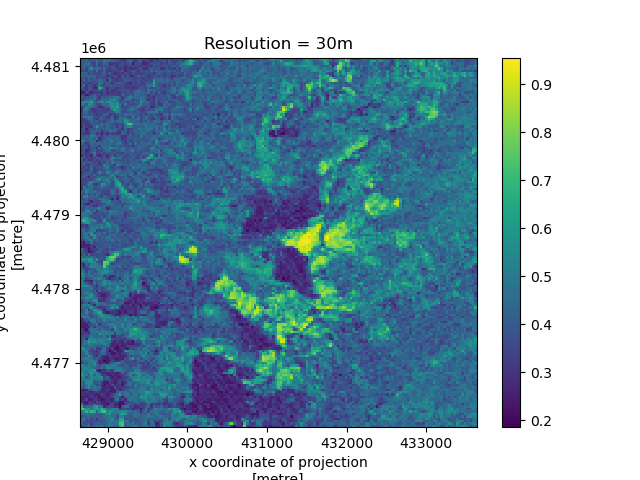 Resolution = 30m
1e6
4.481
4.480
4.479
4.478
4.477
y coordinate of projection
[metre]
429000 430000 431000 432000 433000
x coordinate of projection
[metre]
0.9
0.8
0.7
0.6
0.5
0.4
0.3
0.2